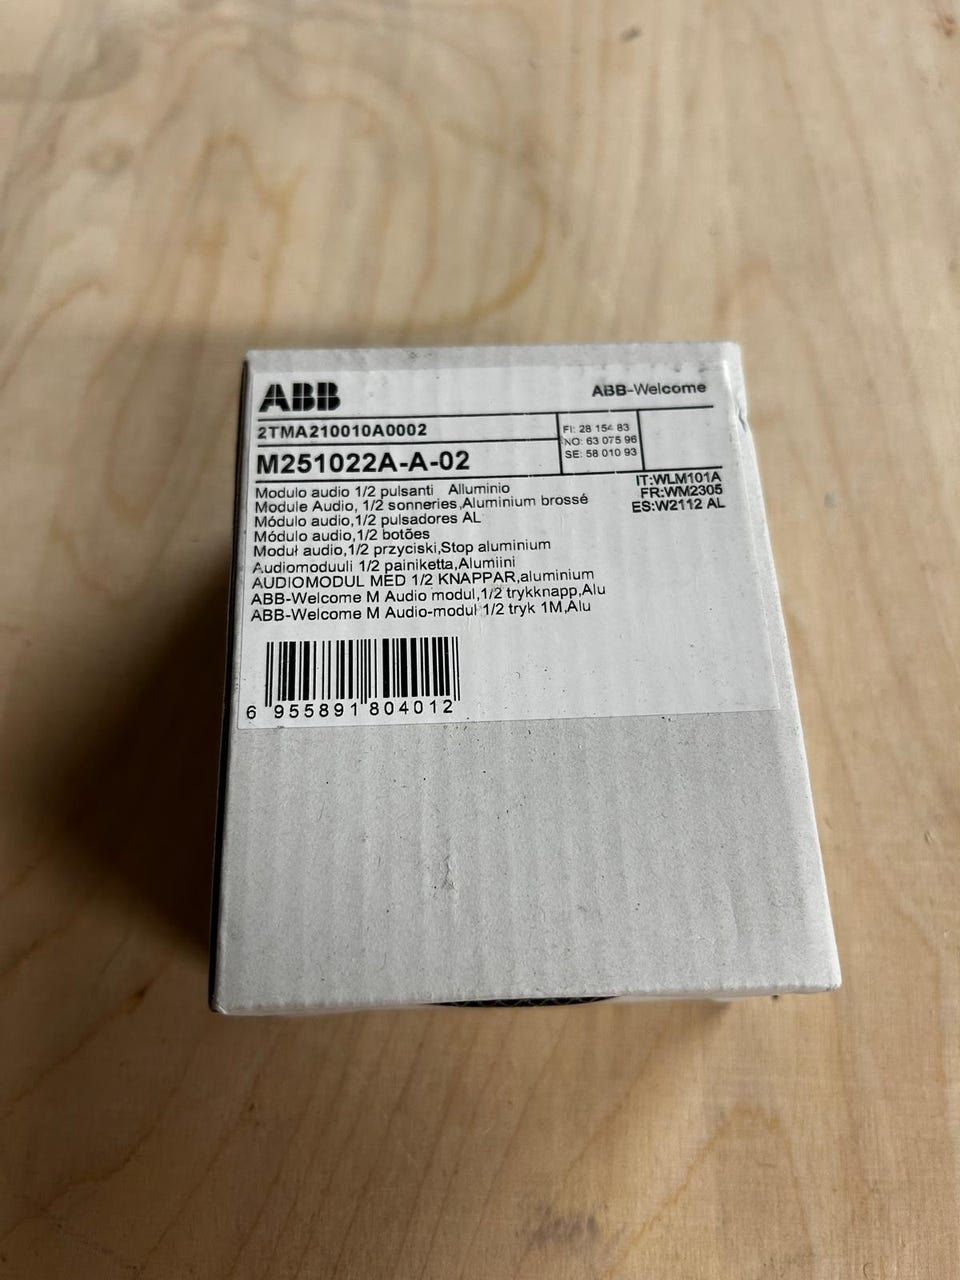 ABB
ABB-Welcome
2TMA210010A0002
M251022A-A-02
FI: 28 154 83
NO: 63 075 96
SE: 58 010 93
IT:WLM101A
FR:WM2305
ES:W2112 AL
Modulo audio 1/2 pulsanti Alluminio
Module Audio, 1/2 sonneries,Aluminium brossé
Módulo audio,1/2 pulsadores AL
Módulo audio,1/2 botões
Moduł audio,1/2 przyciski,Stop aluminium
Audiomoduuli 1/2 painiketta,Alumiini
AUDIOMODUL MED 1/2 KNAPPAR,aluminium
ABB-Welcome M Audio modul,1/2 trykknapp,Alu
ABB-Welcome M Audio-modul 1/2 tryk 1M,Alu
6 955891 804012